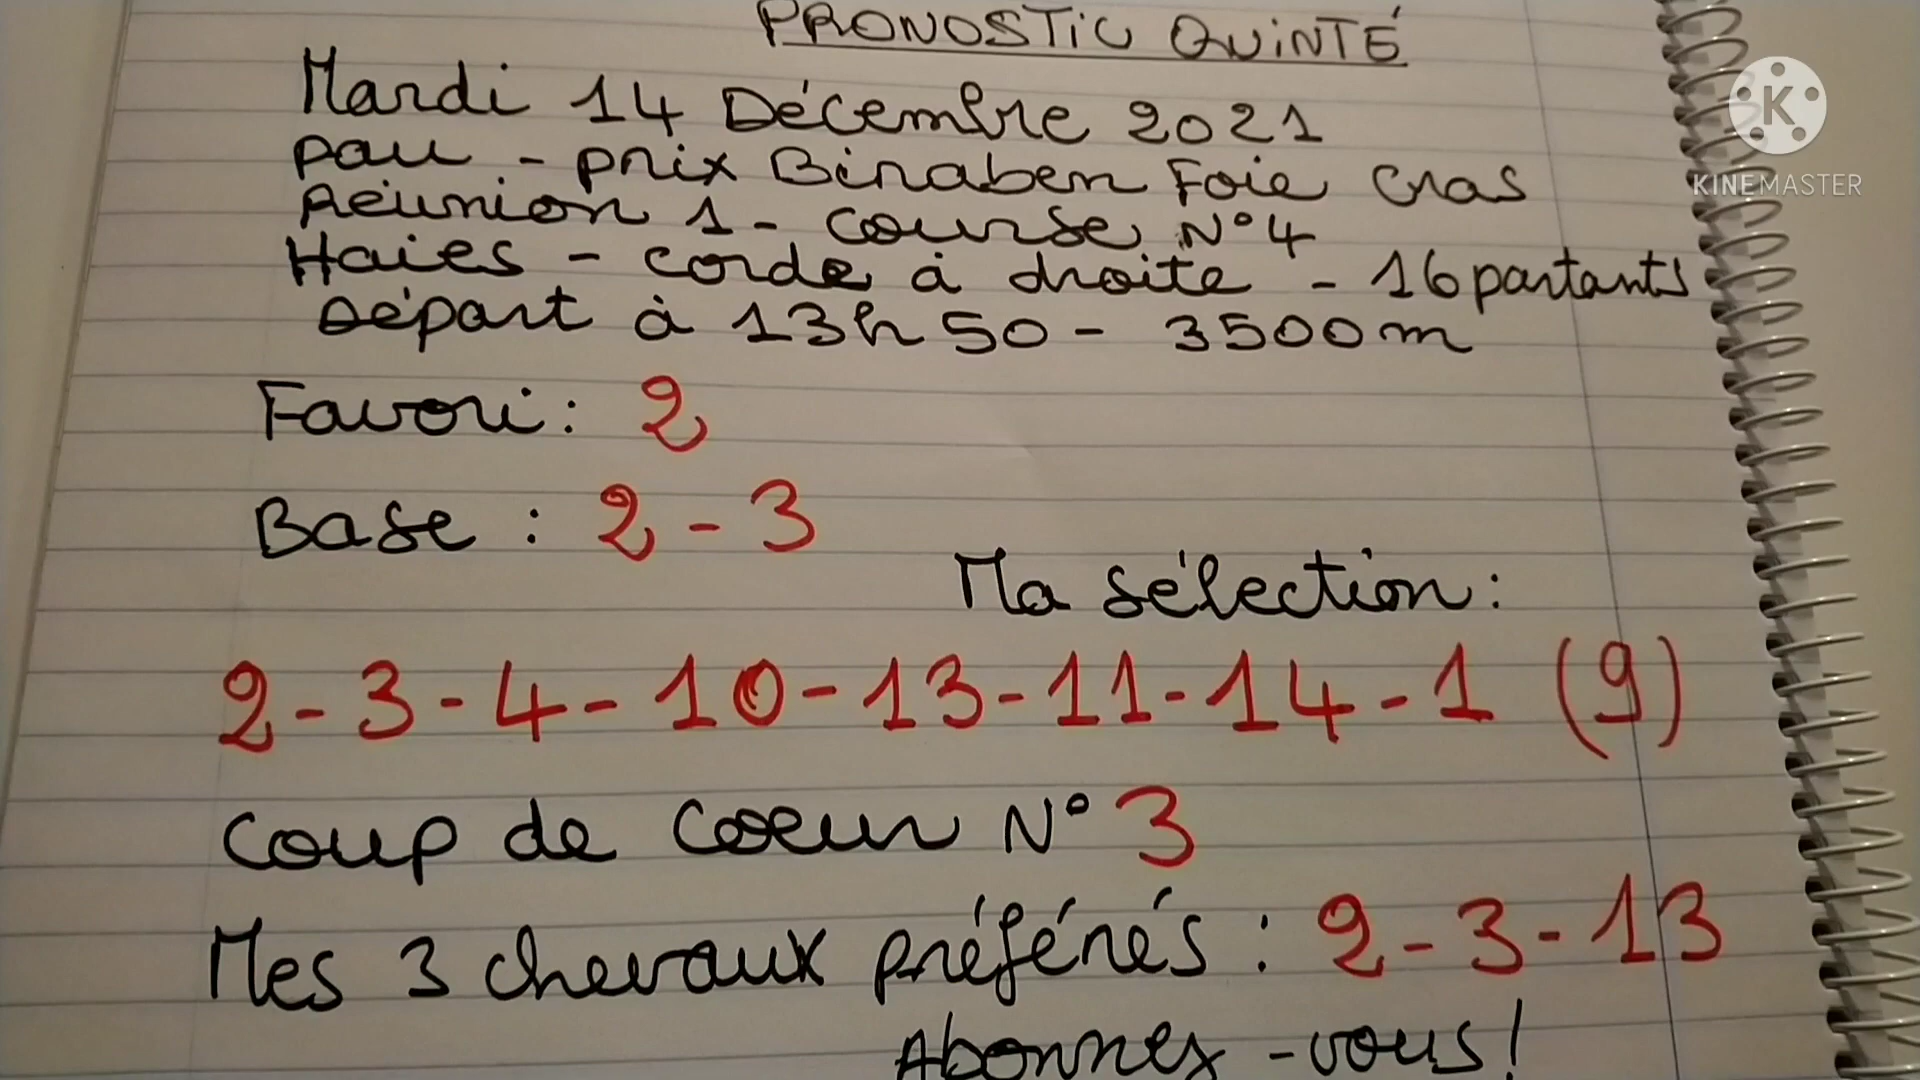 PRONOSTIC QUINTÉ
Mardi 14 Décembre 2021
Pau - Prix Binaben Foie Gras
Réunion 1 - course N°4
Haies - corde à droite - 16 partants
Départ à 13h50 - 3500m
Favori : 2
Base : 2 - 3
Ma sélection :
2 - 3 - 4 - 10 - 13 - 11 - 14 - 1 (9)
Coup de coeur N° 3
Mes 3 chevaux préférés : 2 - 3 - 13
Abonnez-vous !
K
KINEMASTER